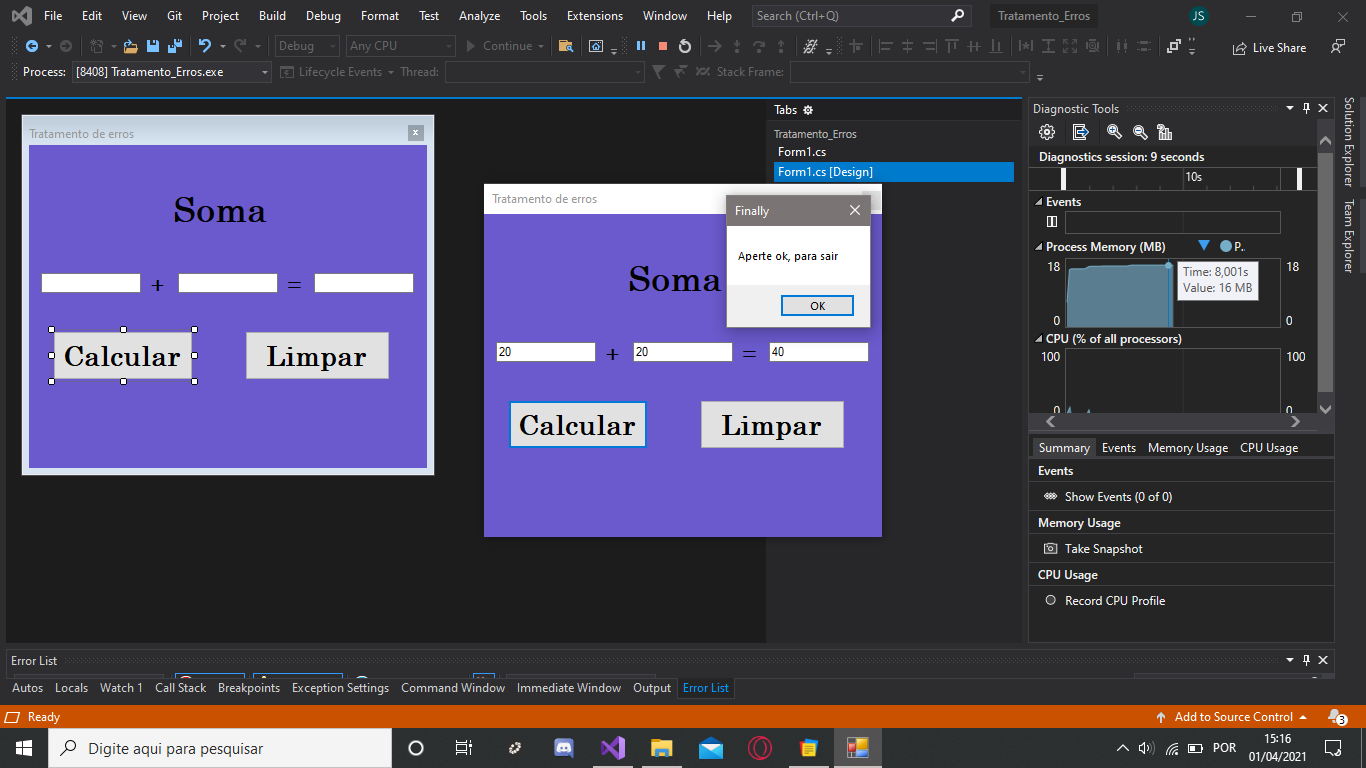 File Edit View Git Project Build Debug Format Test Analyze Tools Extensions Window Help Search (Ctrl+Q) Tratamento_Erros JS
Debug Any CPU Continue Live Share
Process: [8408] Tratamento_Erros.exe Lifecycle Events Thread: Stack Frame:
Tratamento de erros
Soma
+ =
Calcular Limpar
Tratamento de erros
Soma
20 + 20 = 40
Calcular Limpar
Finally
Aperte ok, para sair
OK
Tabs
Tratamento_Erros
Form1.cs
Form1.cs [Design]
Diagnostic Tools
Diagnostics session: 9 seconds
10s
Events
Process Memory (MB) P..
18 18
Time: 8,001s
Value: 16 MB
0 0
CPU (% of all processors)
100 100
0 0
Summary Events Memory Usage CPU Usage
Events
Show Events (0 of 0)
Memory Usage
Take Snapshot
CPU Usage
Record CPU Profile
Solution Explorer
Team Explorer
Error List
Autos Locals Watch 1 Call Stack Breakpoints Exception Settings Command Window Immediate Window Output Error List
Ready Add to Source Control 3
Digite aqui para pesquisar POR 15:16
01/04/2021